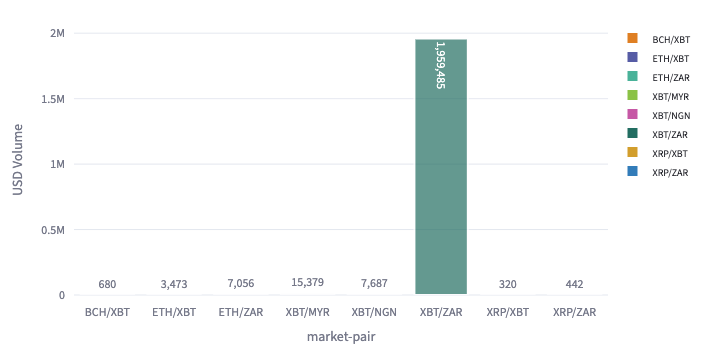 2M
1.5M
1M
0.5M
0
USD Volume
680
3,473
7,056
15,379
7,687
1,959,485
320
442
BCH/XBT
ETH/XBT
ETH/ZAR
XBT/MYR
XBT/NGN
XBT/ZAR
XRP/XBT
XRP/ZAR
market-pair
BCH/XBT
ETH/XBT
ETH/ZAR
XBT/MYR
XBT/NGN
XBT/ZAR
XRP/XBT
XRP/ZAR